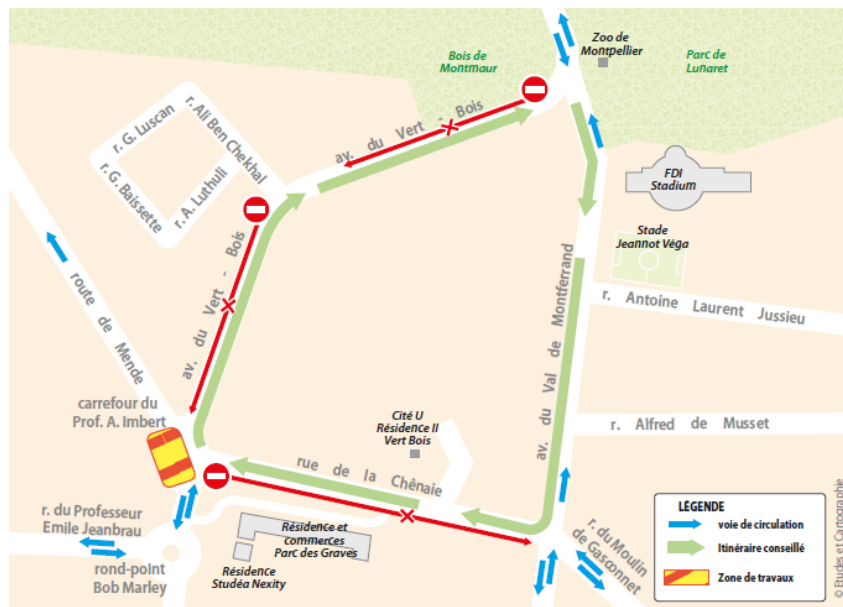 Bois de
Montmaur
Zoo de
Montpellier
Parc de
Lunaret
r. G. Luscan
r. Ali Ben Chekhal
r. G. Baissette
r. A. Luthuli
av. du Vert - Bois
FDI
Stadium
Stade
Jeannot Véga
av. du Vert - Bois
route de Mende
av. du Val de Montferrand
r. Antoine Laurent Jussieu
carrefour du
Prof. A. Imbert
Cité U
Résidence II
Vert Bois
r. Alfred de Musset
rue de la Chênaie
r. du Professeur
Emile Jeanbrau
Résidence et
commerces
Parc des Graves
rond-point
Bob Marley
Résidence
Studéa Nexity
r. du Moulin
de Gasconnet
LÉGENDE
voie de circulation
Itinéraire conseillé
Zone de travaux
© Etudes et Cartographie